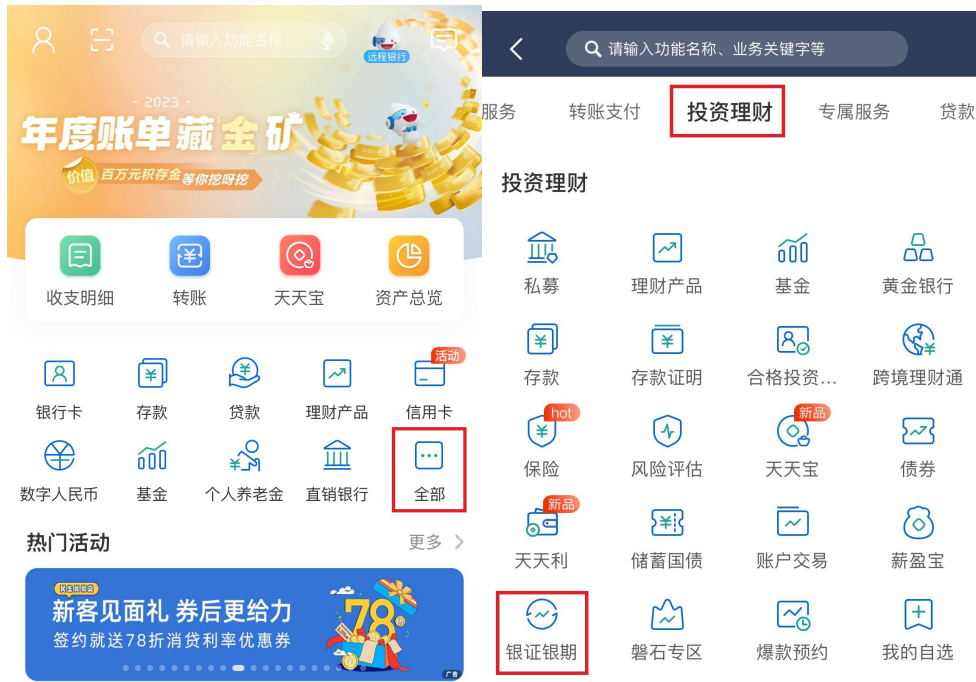 请输入功能名称
远程银行
- 2023 -
年度账单藏「金」矿
价值 百万元积存金 等你挖呀挖
收支明细 转账 天天宝 资产总览
活动
银行卡 存款 贷款 理财产品 信用卡
数字人民币 基金 个人养老金 直销银行 全部
热门活动 更多
新客见面礼 券后更给力
签约就送78折消贷利率优惠券
78折
广告
请输入功能名称、业务关键字等
服务 转账支付 投资理财 专属服务 贷款
投资理财
私募 理财产品 基金 黄金银行
存款 存款证明 合格投资... 跨境理财通
hot 新品
保险 风险评估 天天宝 债券
新品
天天利 储蓄国债 账户交易 薪盈宝
银证银期 磐石专区 爆款预约 我的自选